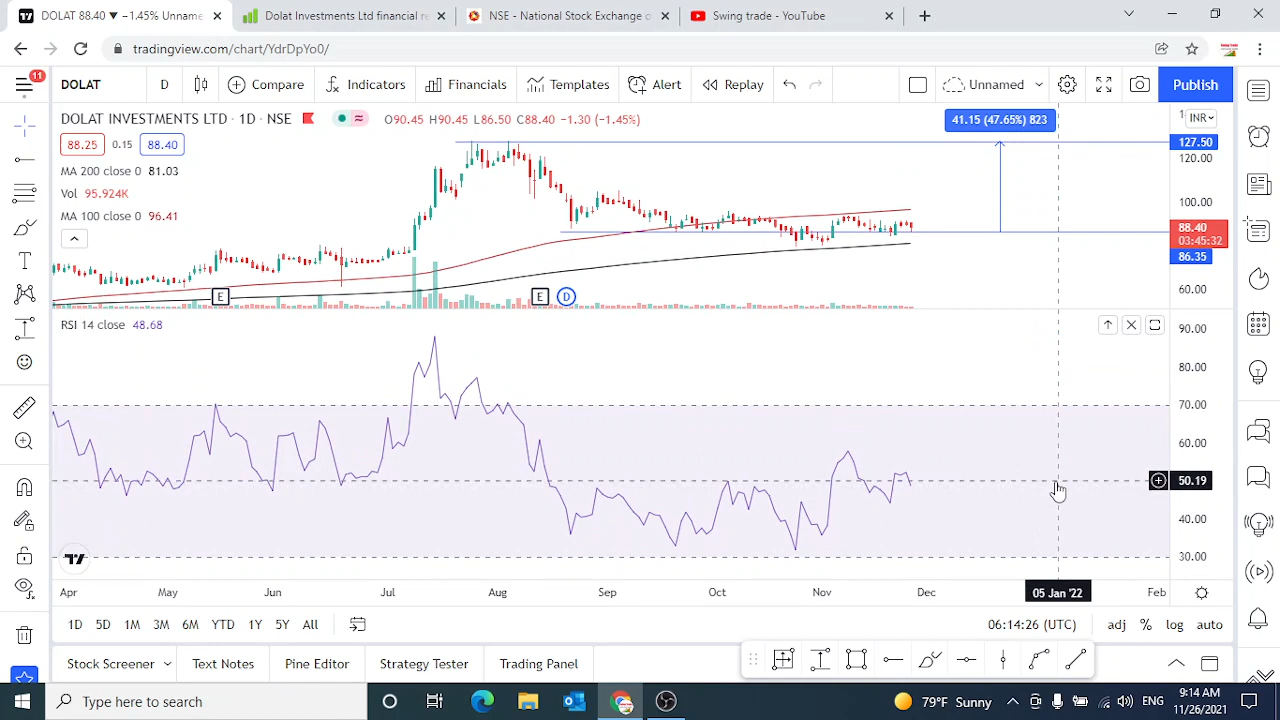 DOLAT 88.40 ▼ −1.45% Unname
Dolat Investments Ltd financial re
NSE - National Stock Exchange o
Swing trade - YouTube
tradingview.com/chart/YdrDpYo0/
11
DOLAT
D
Compare
Indicators
Financials
Templates
Alert
Replay
Unnamed
Publish
DOLAT INVESTMENTS LTD · 1D · NSE
O90.45 H90.45 L86.50 C88.40 −1.30 (−1.45%)
41.15 (47.65%) 823
INR
88.25 0.15 88.40
127.50
120.00
MA 200 close 0 81.03
Vol 95.924K
100.00
MA 100 close 0 96.41
88.40
03:45:32
86.35
60.00
E
E
D
RSI 14 close 48.68
90.00
80.00
70.00
60.00
50.19
40.00
30.00
Apr May Jun Jul Aug Sep Oct Nov Dec 05 Jan '22 Feb
1D 5D 1M 3M 6M YTD 1Y 5Y All
06:14:26 (UTC) adj % log auto
Stock Screener Text Notes Pine Editor Strategy Tester Trading Panel
Type here to search
79°F Sunny
ENG
9:14 AM
11/26/2021